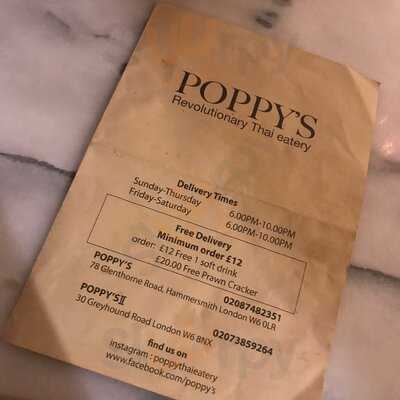 POPPY'S
Revolutionary Thai eatery
Delivery Times
Sunday-Thursday 6.00PM-10.00PM
Friday-Saturday 6.00PM-10.00PM
Free Delivery
Minimum order £12
order: £12 Free 1 soft drink
£20.00 Free Prawn Cracker
POPPY'S 02087482351
78 Glenthorne Road, Hammersmith London W6 0LR
POPPY'S II 02073859264
30 Greyhound Road London W6 8NX
find us on
instagram : poppythaieatery
www.facebook.com/poppy's